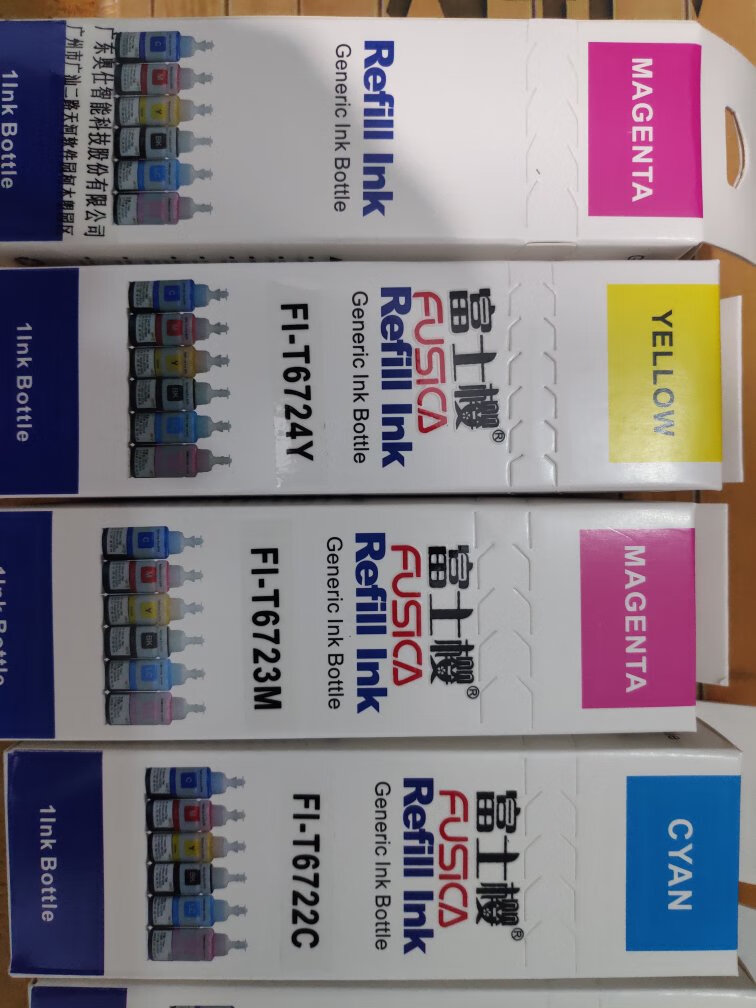 MAGENTA
Refill Ink
Generic Ink Bottle
广东奥仕智能科技股份有限公司
1Ink Bottle
YELLOW
富士樱®
FUSICA
Refill Ink
Generic Ink Bottle
FI-T6724Y
1Ink Bottle
MAGENTA
富士樱®
FUSICA
Refill Ink
Generic Ink Bottle
FI-T6723M
1Ink Bottle
CYAN
富士樱®
FUSICA
Refill Ink
Generic Ink Bottle
FI-T6722C
1Ink Bottle